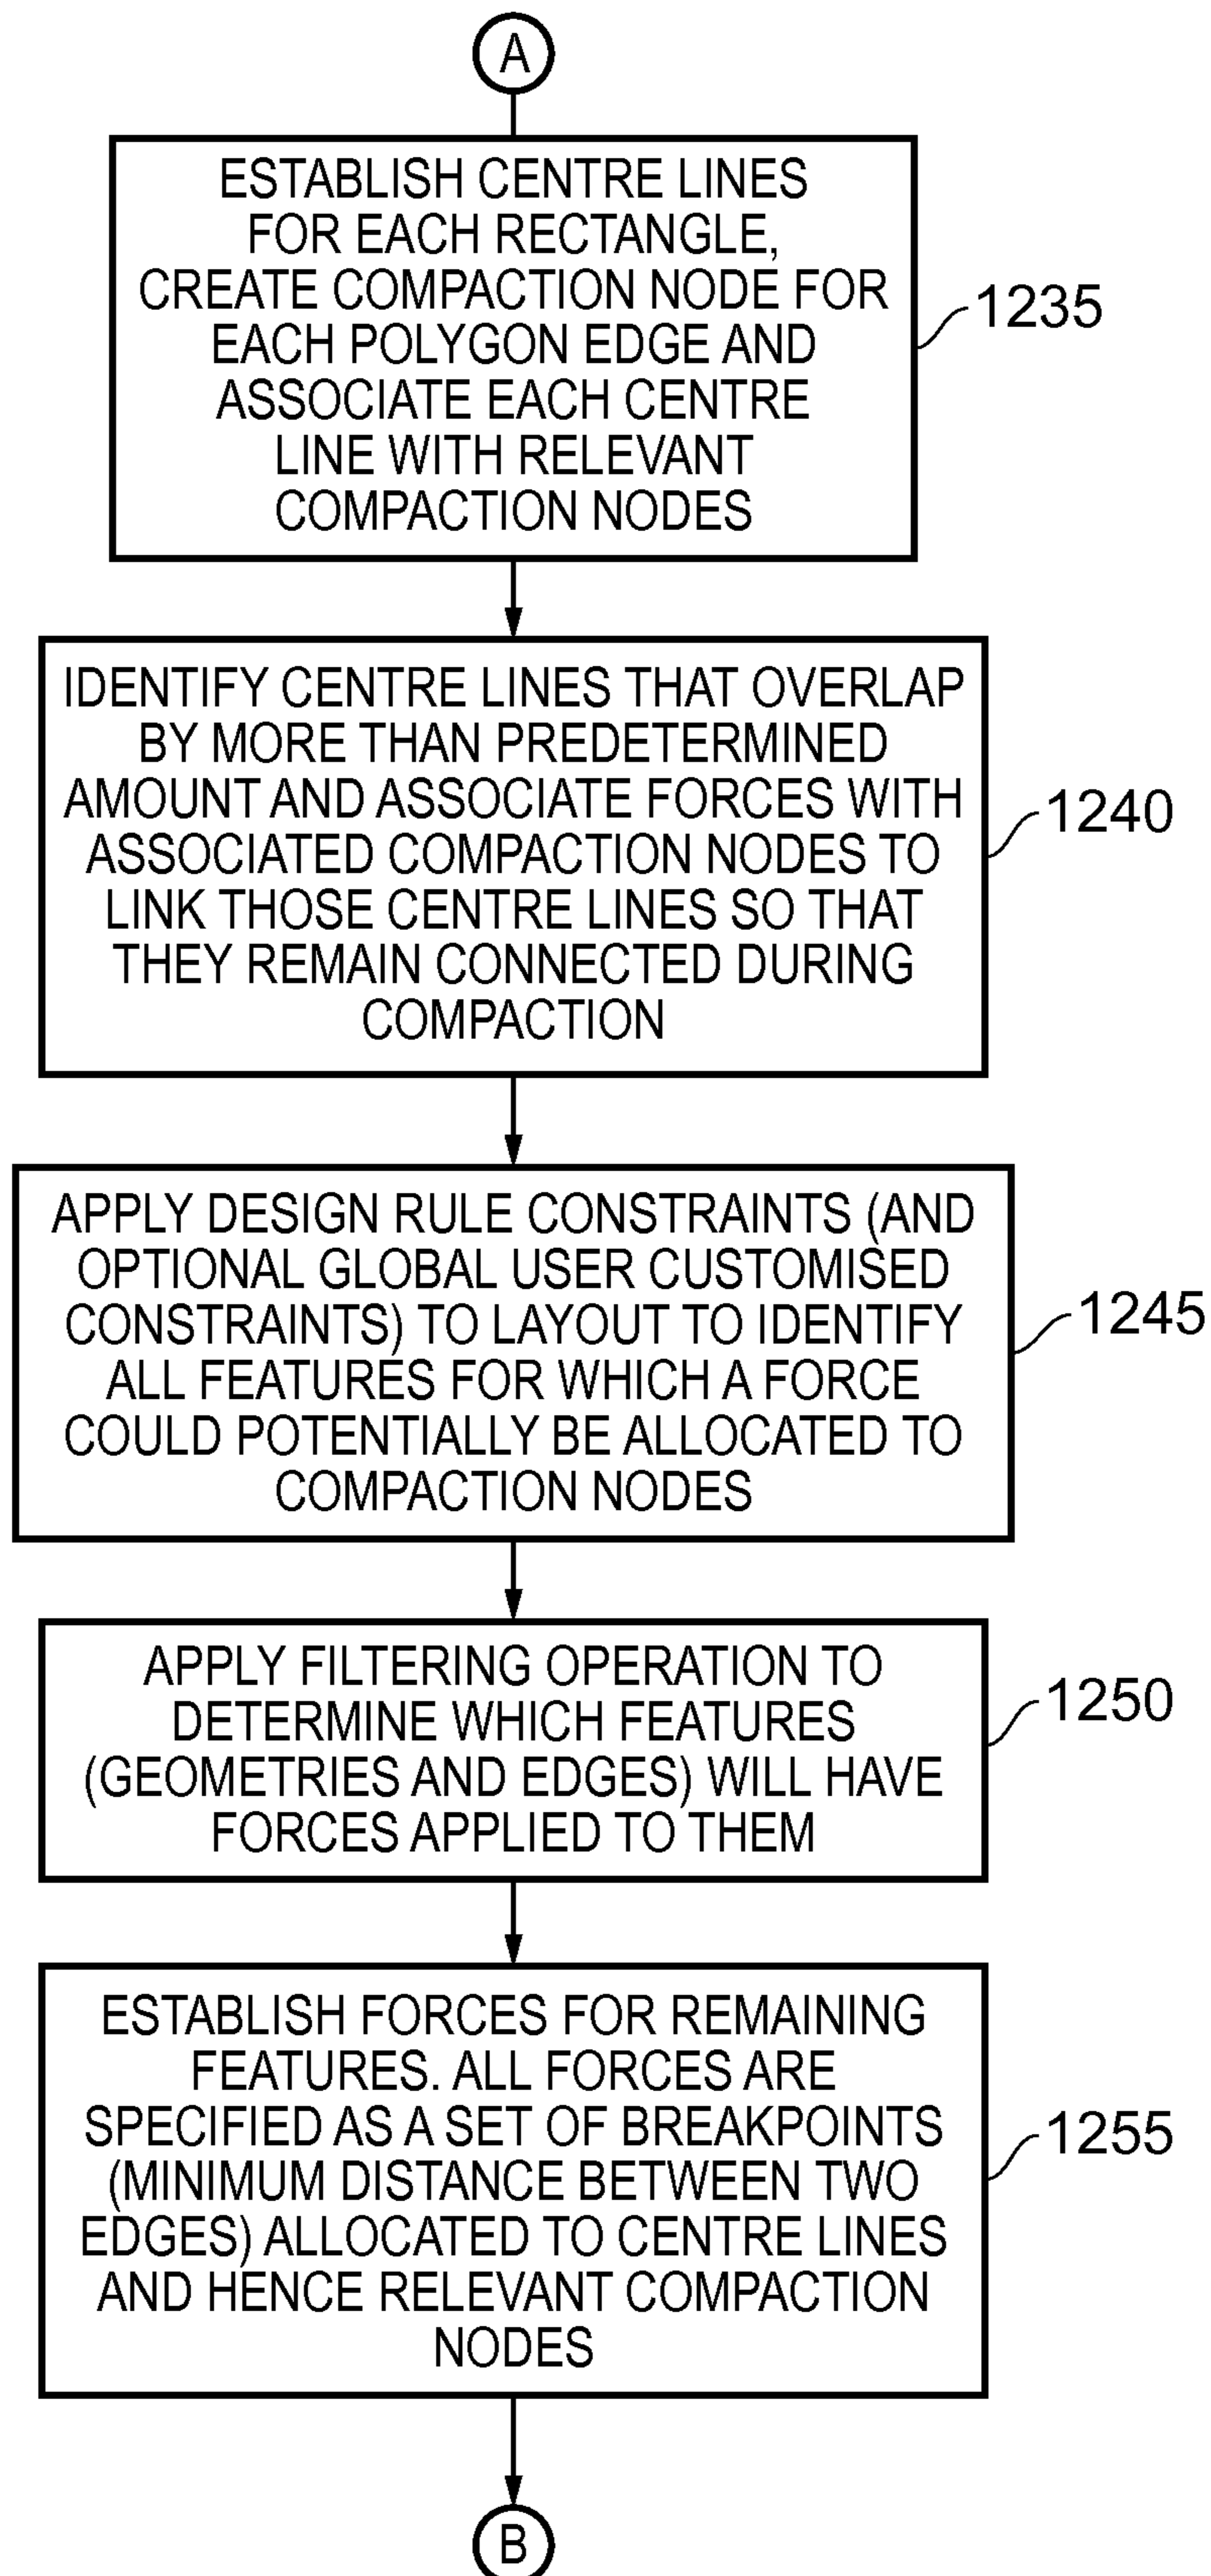 A
ESTABLISH CENTRE LINES
FOR EACH RECTANGLE,
CREATE COMPACTION NODE FOR
EACH POLYGON EDGE AND
ASSOCIATE EACH CENTRE
LINE WITH RELEVANT
COMPACTION NODES
1235
IDENTIFY CENTRE LINES THAT OVERLAP
BY MORE THAN PREDETERMINED
AMOUNT AND ASSOCIATE FORCES WITH
ASSOCIATED COMPACTION NODES TO
LINK THOSE CENTRE LINES SO THAT
THEY REMAIN CONNECTED DURING
COMPACTION
1240
APPLY DESIGN RULE CONSTRAINTS (AND
OPTIONAL GLOBAL USER CUSTOMISED
CONSTRAINTS) TO LAYOUT TO IDENTIFY
ALL FEATURES FOR WHICH A FORCE
COULD POTENTIALLY BE ALLOCATED TO
COMPACTION NODES
1245
APPLY FILTERING OPERATION TO
DETERMINE WHICH FEATURES
(GEOMETRIES AND EDGES) WILL HAVE
FORCES APPLIED TO THEM
1250
ESTABLISH FORCES FOR REMAINING
FEATURES. ALL FORCES ARE
SPECIFIED AS A SET OF BREAKPOINTS
(MINIMUM DISTANCE BETWEEN TWO
EDGES) ALLOCATED TO CENTRE LINES
AND HENCE RELEVANT COMPACTION
NODES
1255
B